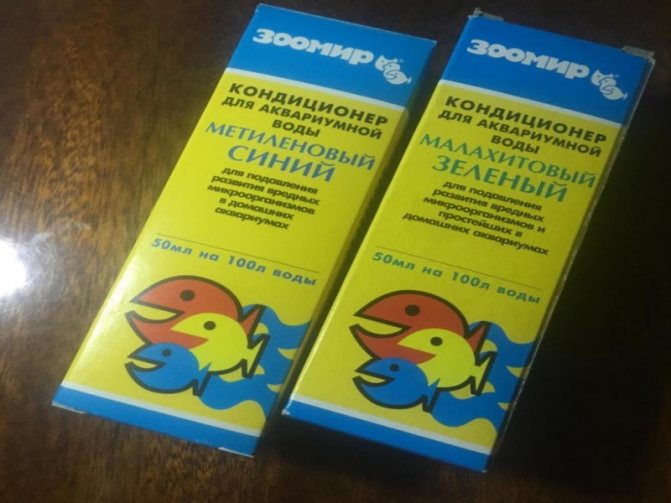 ЗООМИР
КОНДИЦИОНЕР
ДЛЯ АКВАРИУМНОЙ
ВОДЫ
МЕТИЛЕНОВЫЙ
СИНИЙ
для подавления
развития вредных
микроорганизмов
в домашних
аквариумах
50мл на 100л воды
ЗООМИР
КОНДИЦИОНЕР
ДЛЯ АКВАРИУМНОЙ
ВОДЫ
МАЛАХИТОВЫЙ
ЗЕЛЕНЫЙ
для подавления
развития вредных
микроорганизмов и
простейших в
домашних аквариумах
50мл на 100л воды